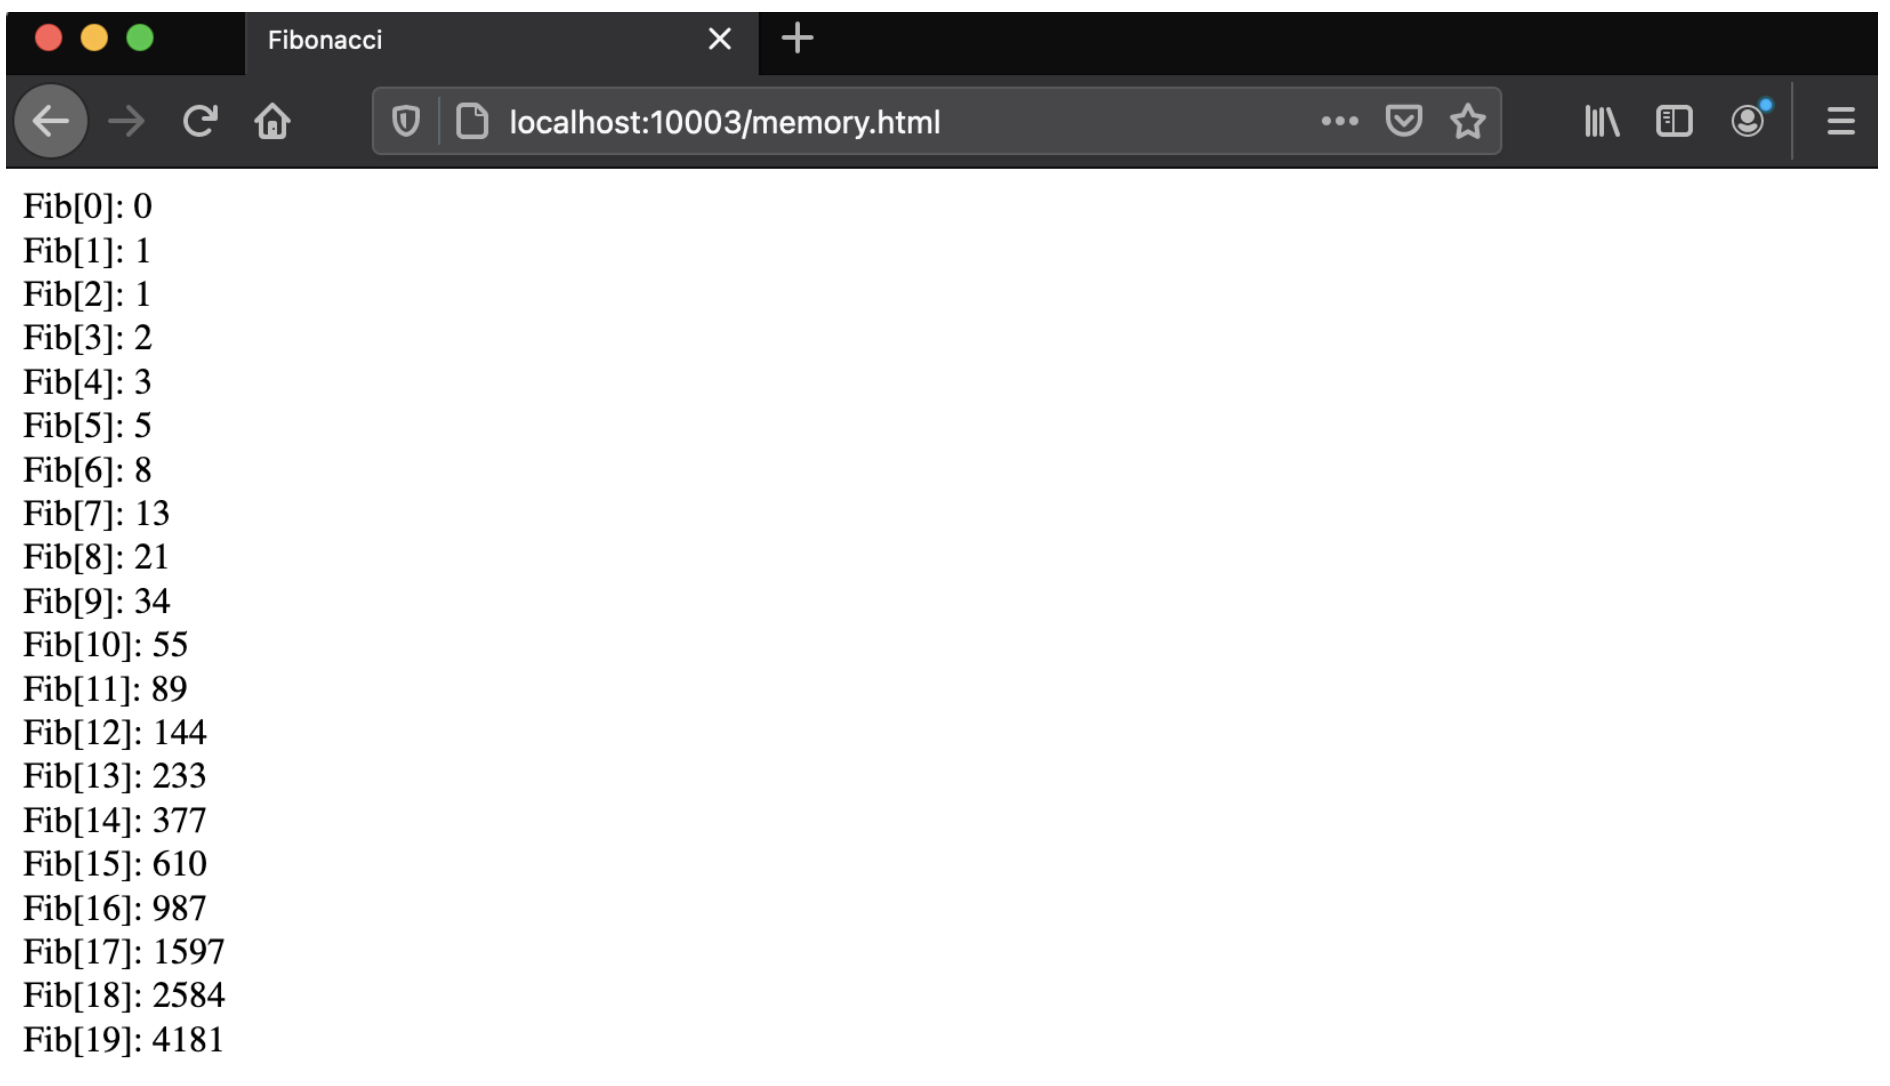 Fibonacci
localhost:10003/memory.html
Fib[0]: 0
Fib[1]: 1
Fib[2]: 1
Fib[3]: 2
Fib[4]: 3
Fib[5]: 5
Fib[6]: 8
Fib[7]: 13
Fib[8]: 21
Fib[9]: 34
Fib[10]: 55
Fib[11]: 89
Fib[12]: 144
Fib[13]: 233
Fib[14]: 377
Fib[15]: 610
Fib[16]: 987
Fib[17]: 1597
Fib[18]: 2584
Fib[19]: 4181